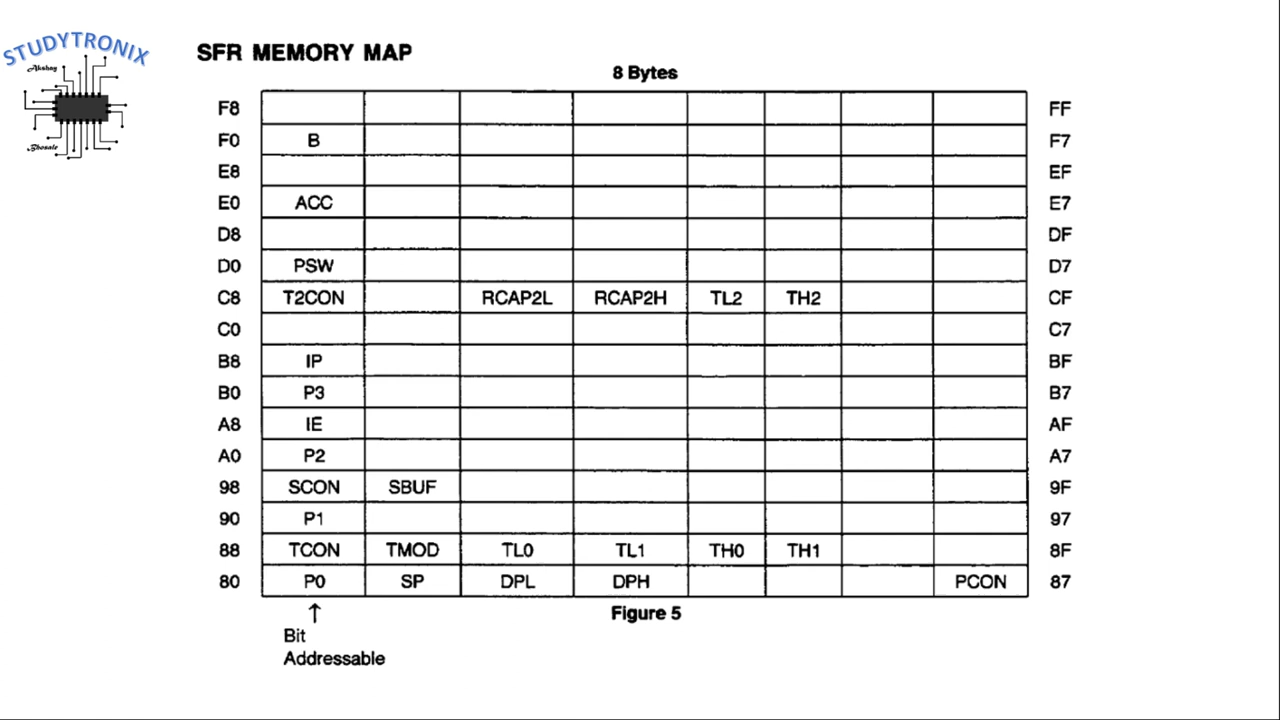 STUDYTRONIX
Akshay
Bhosale
SFR MEMORY MAP
8 Bytes
F8 FF
F0 B F7
E8 EF
E0 ACC E7
D8 DF
D0 PSW D7
C8 T2CON RCAP2L RCAP2H TL2 TH2 CF
C0 C7
B8 IP BF
B0 P3 B7
A8 IE AF
A0 P2 A7
98 SCON SBUF 9F
90 P1 97
88 TCON TMOD TL0 TL1 TH0 TH1 8F
80 P0 SP DPL DPH PCON 87
↑
Figure 5
Bit
Addressable